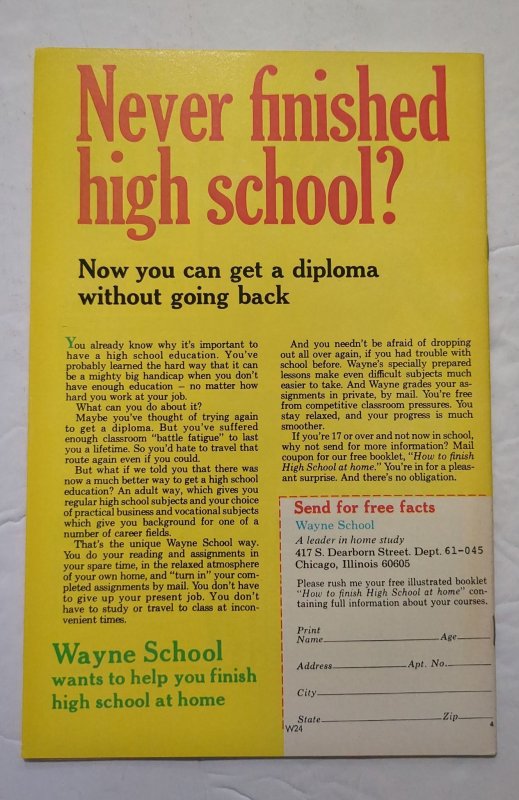 Never finished
high school?
Now you can get a diploma
without going back
You already know why it's important to
have a high school education. You've
probably learned the hard way that it can
be a mighty big handicap when you don't
have enough education — no matter how
hard you work at your job.
What can you do about it?
Maybe you've thought of trying again
to get a diploma. But you've suffered
enough classroom "battle fatigue" to last
you a lifetime. So you'd hate to travel that
route again even if you could.
But what if we told you that there was
now a much better way to get a high school
education? An adult way, which gives you
regular high school subjects and your choice
of practical business and vocational subjects
which give you background for one of a
number of career fields.
That's the unique Wayne School way.
You do your reading and assignments in
your spare time, in the relaxed atmosphere
of your own home, and "turn in" your com-
pleted assignments by mail. You don't have
to give up your present job. You don't
have to study or travel to class at incon-
venient times.
Wayne School
wants to help you finish
high school at home
And you needn't be afraid of dropping
out all over again, if you had trouble with
school before. Wayne's specially prepared
lessons make even difficult subjects much
easier to take. And Wayne grades your as-
signments in private, by mail. You're free
from competitive classroom pressures. You
stay relaxed, and your progress is much
smoother.
If you're 17 or over and not now in school,
why not send for more information? Mail
coupon for our free booklet, "How to finish
High School at home." You're in for a pleas-
ant surprise. And there's no obligation.
Send for free facts
Wayne School
A leader in home study
417 S. Dearborn Street. Dept. 61-045
Chicago, Illinois 60605
Please rush me your free illustrated booklet
"How to finish High School at home" con-
taining full information about your courses.
Print
Name Age
Address Apt. No.
City
State Zip
W24 4